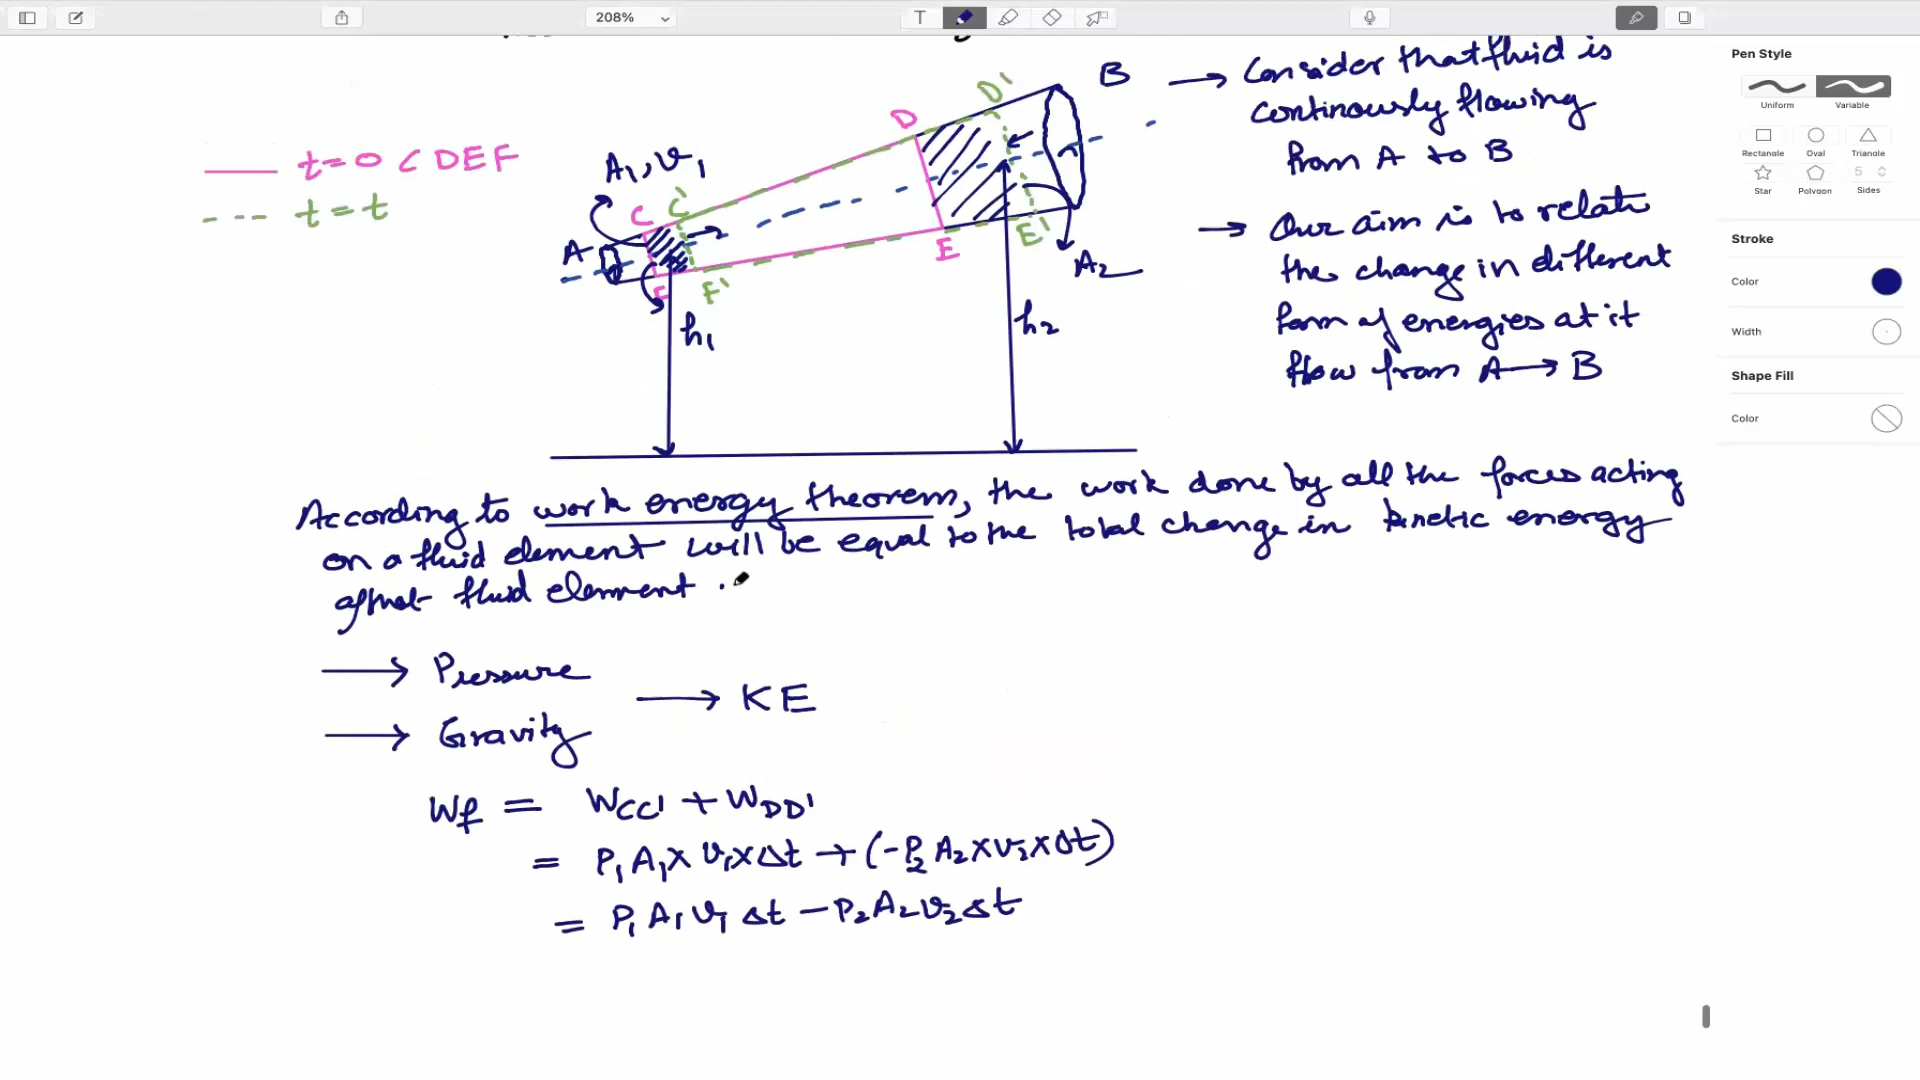 208%
T
Pen Style
Uniform
Variable
Rectangle
Oval
Triangle
Star
Polygon
5
Sides
Stroke
Color
Width
Shape Fill
Color
t=0 CDEF
t=t
A1, v1
A
B
C
C'
D
D'
E
E'
F
F'
A2
h1
h2
→ Consider that fluid is
continously flowing
from A to B
→ Our aim is to relate
the change in different
form of energies at it
flow from A → B
According to work energy theorem, the work done by all the forces acting
on a fluid element will be equal to the total change in kinetic energy
of that fluid element .
→ Pressure
→ Gravity
→ KE
Wf = WCC' + WDD'
= P1 A1 × v1 × Δt + (-P2 A2 × v2 × Δt)
= P1 A1 v1 Δt - P2 A2 v2 Δt